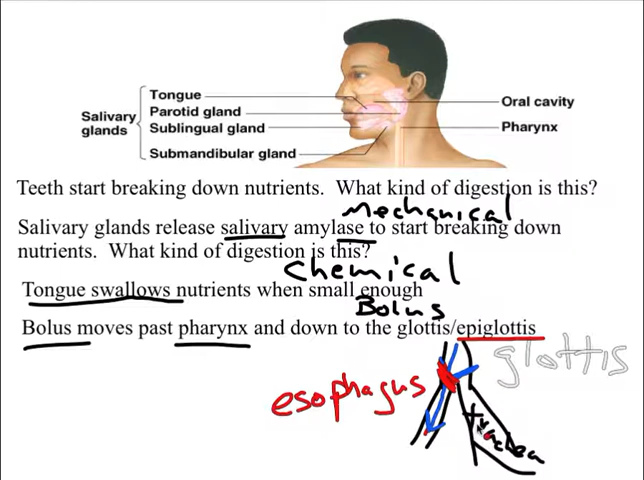 Tongue
Salivary glands
Parotid gland
Sublingual gland
Submandibular gland
Oral cavity
Pharynx
Teeth start breaking down nutrients. What kind of digestion is this?
Mechanical
Salivary glands release salivary amylase to start breaking down
nutrients. What kind of digestion is this?
Chemical
Tongue swallows nutrients when small enough
Bolus
Bolus moves past pharynx and down to the glottis/epiglottis
glottis
esophagus
trachea